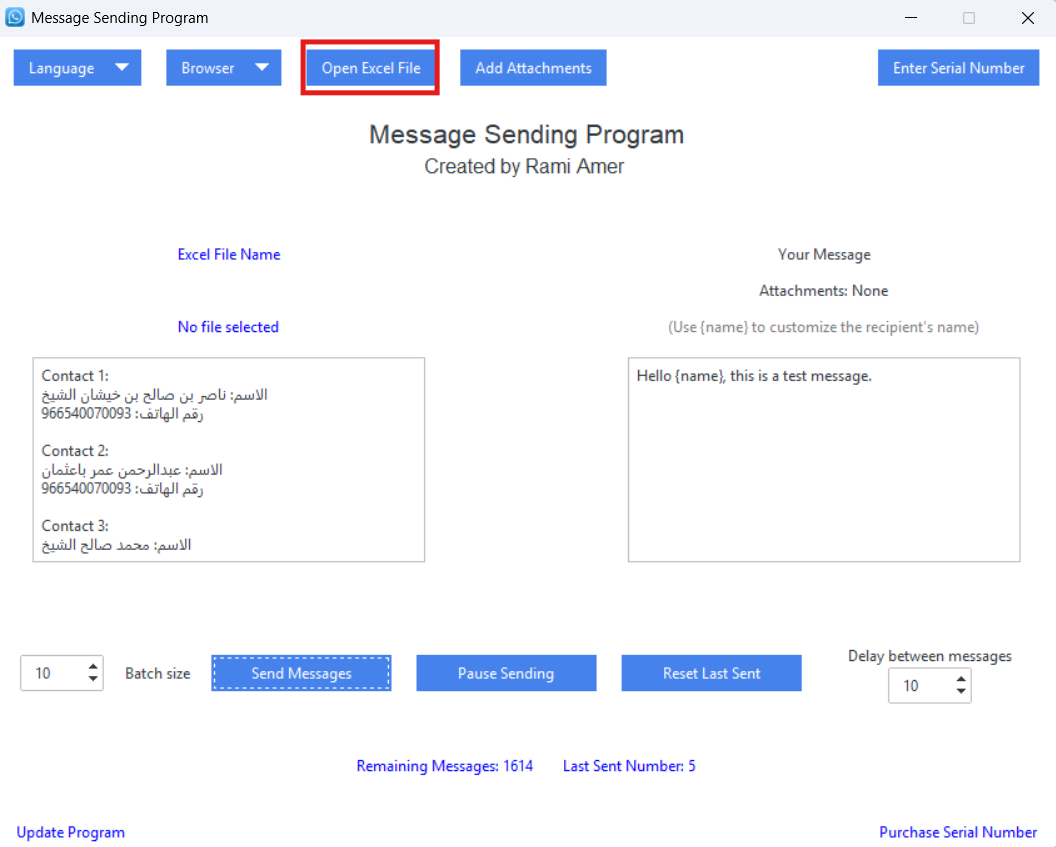 Message Sending Program
Language
Browser
Open Excel File
Add Attachments
Enter Serial Number
Message Sending Program
Created by Rami Amer
Excel File Name
No file selected
Contact 1:
الاسم: ناصر بن صالح بن خيشان الشيخ
رقم الهاتف: 966540070093
Contact 2:
الاسم: عبدالرحمن عمر باعثمان
رقم الهاتف: 966540070093
Contact 3:
الاسم: محمد صالح الشيخ
Your Message
Attachments: None
(Use {name} to customize the recipient's name)
Hello {name}, this is a test message.
10
Batch size
Send Messages
Pause Sending
Reset Last Sent
Delay between messages
10
Remaining Messages: 1614
Last Sent Number: 5
Update Program
Purchase Serial Number